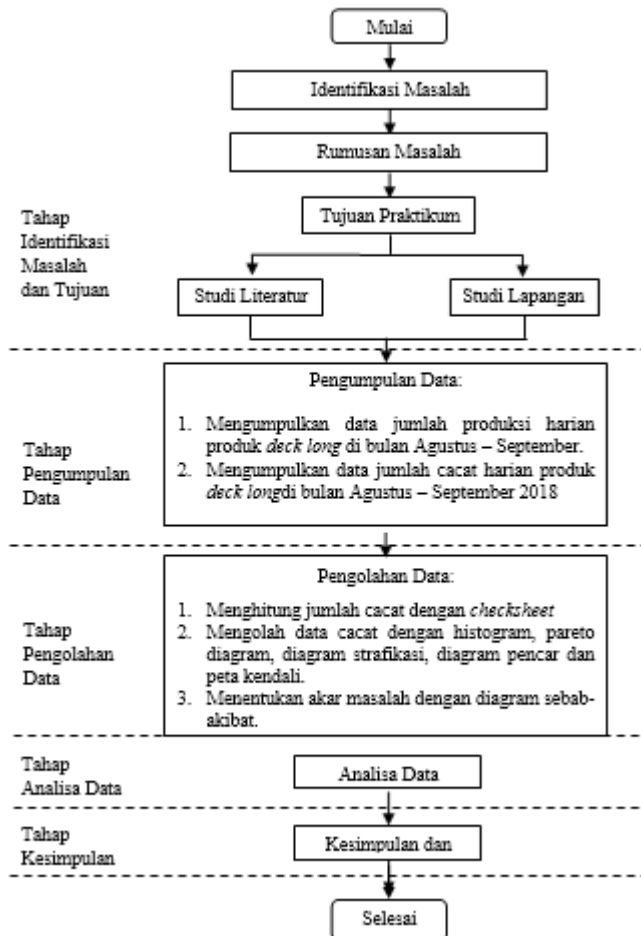 Mulai
Identifikasi Masalah
Rumusan Masalah
Tujuan Praktikum
Tahap
Identifikasi
Masalah
dan Tujuan
Studi Literatur
Studi Lapangan
Pengumpulan Data:
1. Mengumpulkan data jumlah produksi harian
produk deck long di bulan Agustus – September.
2. Mengumpulkan data jumlah cacat harian produk
deck longdi bulan Agustus – September 2018
Tahap
Pengumpulan
Data
Pengolahan Data:
1. Menghitung jumlah cacat dengan checksheet
2. Mengolah data cacat dengan histogram, pareto
diagram, diagram strafikasi, diagram pencar dan
peta kendali.
3. Menentukan akar masalah dengan diagram sebab-
akibat.
Tahap
Pengolahan
Data
Tahap
Analisa Data
Analisa Data
Tahap
Kesimpulan
Kesimpulan dan
Selesai